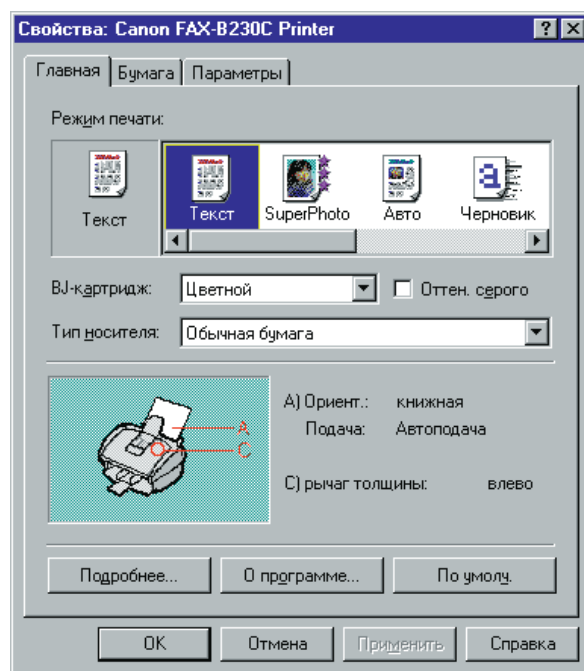 Свойства: Canon FAX-B230C Printer
Главная Бумага Параметры
Режим печати:
Текст
Текст SuperPhoto Авто Черновик
BJ-картридж: Цветной Оттен. серого
Тип носителя: Обычная бумага
A) Ориент.: книжная
Подача: Автоподача
C) рычаг толщины: влево
A
C
Подробнее... О программе... По умолу.
OK Отмена Применить Справка